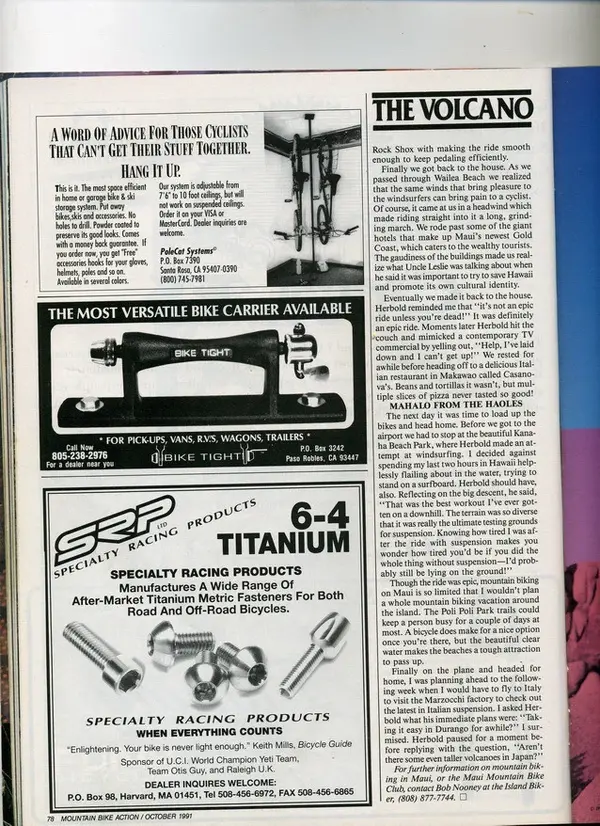 A WORD OF ADVICE FOR THOSE CYCLISTS
THAT CAN'T GET THEIR STUFF TOGETHER.
HANG IT UP.
This is it. The most space efficient
in home or garage bike & ski
storage system. Put away
bikes,skis and accessories. No
holes to drill. Powder coated to
preserve its good looks. Comes
with a money back guarantee. If
you order now, you get "Free"
accessories hooks for your gloves,
helmets, poles and so on.
Available in several colors.
Our system is adjustable from
7'6" to 10 foot ceilings, but will
not work on suspended ceilings.
Order it on your VISA or
MasterCard. Dealer inquiries are
welcome.
PoleCat Systems®
P.O. Box 7390
Santa Rosa, CA 95407-0390
(800) 745-7981
THE MOST VERSATILE BIKE CARRIER AVAILABLE
BIKE TIGHT
* FOR PICK-UPS, VANS, R.V.'S, WAGONS, TRAILERS *
Call Now
805-238-2976
For a dealer near you
BIKE TIGHT
P.O. Box 3242
Paso Robles, CA 93447
SRP LTD
SPECIALTY RACING PRODUCTS
6-4
TITANIUM
SPECIALTY RACING PRODUCTS
Manufactures A Wide Range Of
After-Market Titanium Metric Fasteners For Both
Road And Off-Road Bicycles.
SPECIALTY RACING PRODUCTS
WHEN EVERYTHING COUNTS
"Enlightening. Your bike is never light enough." Keith Mills, Bicycle Guide
Sponsor of U.C.I. World Champion Yeti Team,
Team Otis Guy, and Raleigh U.K.
DEALER INQUIRES WELCOME:
P.O. Box 98, Harvard, MA 01451, Tel 508-456-6972, FAX 508-456-6865
78 MOUNTAIN BIKE ACTION / OCTOBER 1991
THE VOLCANO
Rock Shox with making the ride smooth
enough to keep pedaling efficiently.
Finally we got back to the house. As we
passed through Wailea Beach we realized
that the same winds that bring pleasure to
the windsurfers can bring pain to a cyclist.
Of course, it came at us in a headwind which
made riding straight into it a long, grind-
ing march. We rode past some of the giant
hotels that make up Maui's newest Gold
Coast, which caters to the wealthy tourists.
The gaudiness of the buildings made us real-
ize what Uncle Leslie was talking about when
he said it was important to try to save Hawaii
and promote its own cultural identity.
Eventually we made it back to the house.
Herbold reminded me that "it's not an epic
ride unless you're dead!" It was definitely
an epic ride. Moments later Herbold hit the
couch and mimicked a contemporary TV
commercial by yelling out, "Help, I've laid
down and I can't get up!" We rested for
awhile before heading off to a delicious Ital-
ian restaurant in Makawao called Casano-
va's. Beans and tortillas it wasn't, but mul-
tiple slices of pizza never tasted so good!
MAHALO FROM THE HAOLES
The next day it was time to load up the
bikes and head home. Before we got to the
airport we had to stop at the beautiful Kana-
ha Beach Park, where Herbold made an at-
tempt at windsurfing. I decided against
spending my last two hours in Hawaii help-
lessly flailing about in the water, trying to
stand on a surfboard. Herbold should have,
also. Reflecting on the big descent, he said,
"That was the best workout I've ever got-
ten on a downhill. The terrain was so diverse
that it was really the ultimate testing grounds
for suspension. Knowing how tired I was af-
ter the ride with suspension makes you
wonder how tired you'd be if you did the
whole thing without suspension—I'd prob-
ably still be lying on the ground!"
Though the ride was epic, mountain biking
on Maui is so limited that I wouldn't plan
a whole mountain biking vacation around
the island. The Poli Poli Park trails could
keep a person busy for a couple of days at
most. A bicycle does make for a nice option
once you're there, but the beautiful clear
water makes the beaches a tough attraction
to pass up.
Finally on the plane and headed for
home, I was planning ahead to the follow-
ing week when I would have to fly to Italy
to visit the Marzocchi factory to check out
the latest in Italian suspension. I asked Her-
bold what his immediate plans were: "Tak-
ing it easy in Durango for awhile?" I sur-
mised. Herbold paused for a moment be-
fore replying with the question, "Aren't
there some even taller volcanoes in Japan?"
For further information on mountain bik-
ing in Maui, or the Maui Mountain Bike
Club, contact Bob Nooney at the Island Bik-
er, (808) 877-7744. □